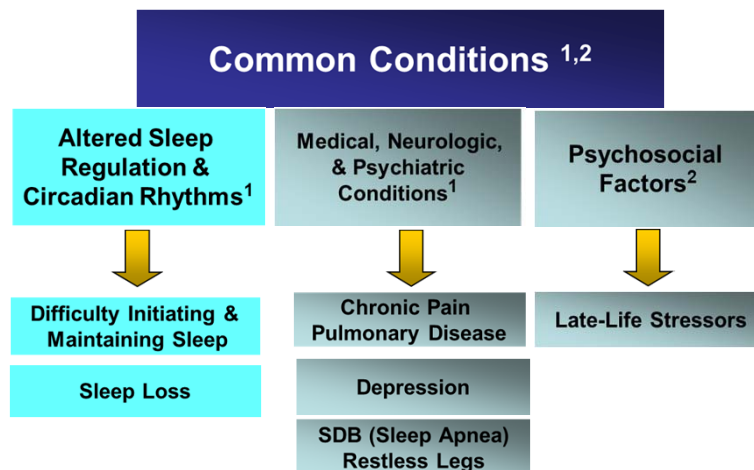 Common Conditions 1,2
Altered Sleep
Regulation &
Circadian Rhythms1
Medical, Neurologic,
& Psychiatric
Conditions1
Psychosocial
Factors2
Difficulty Initiating &
Maintaining Sleep
Sleep Loss
Chronic Pain
Pulmonary Disease
Depression
SDB (Sleep Apnea)
Restless Legs
Late-Life Stressors